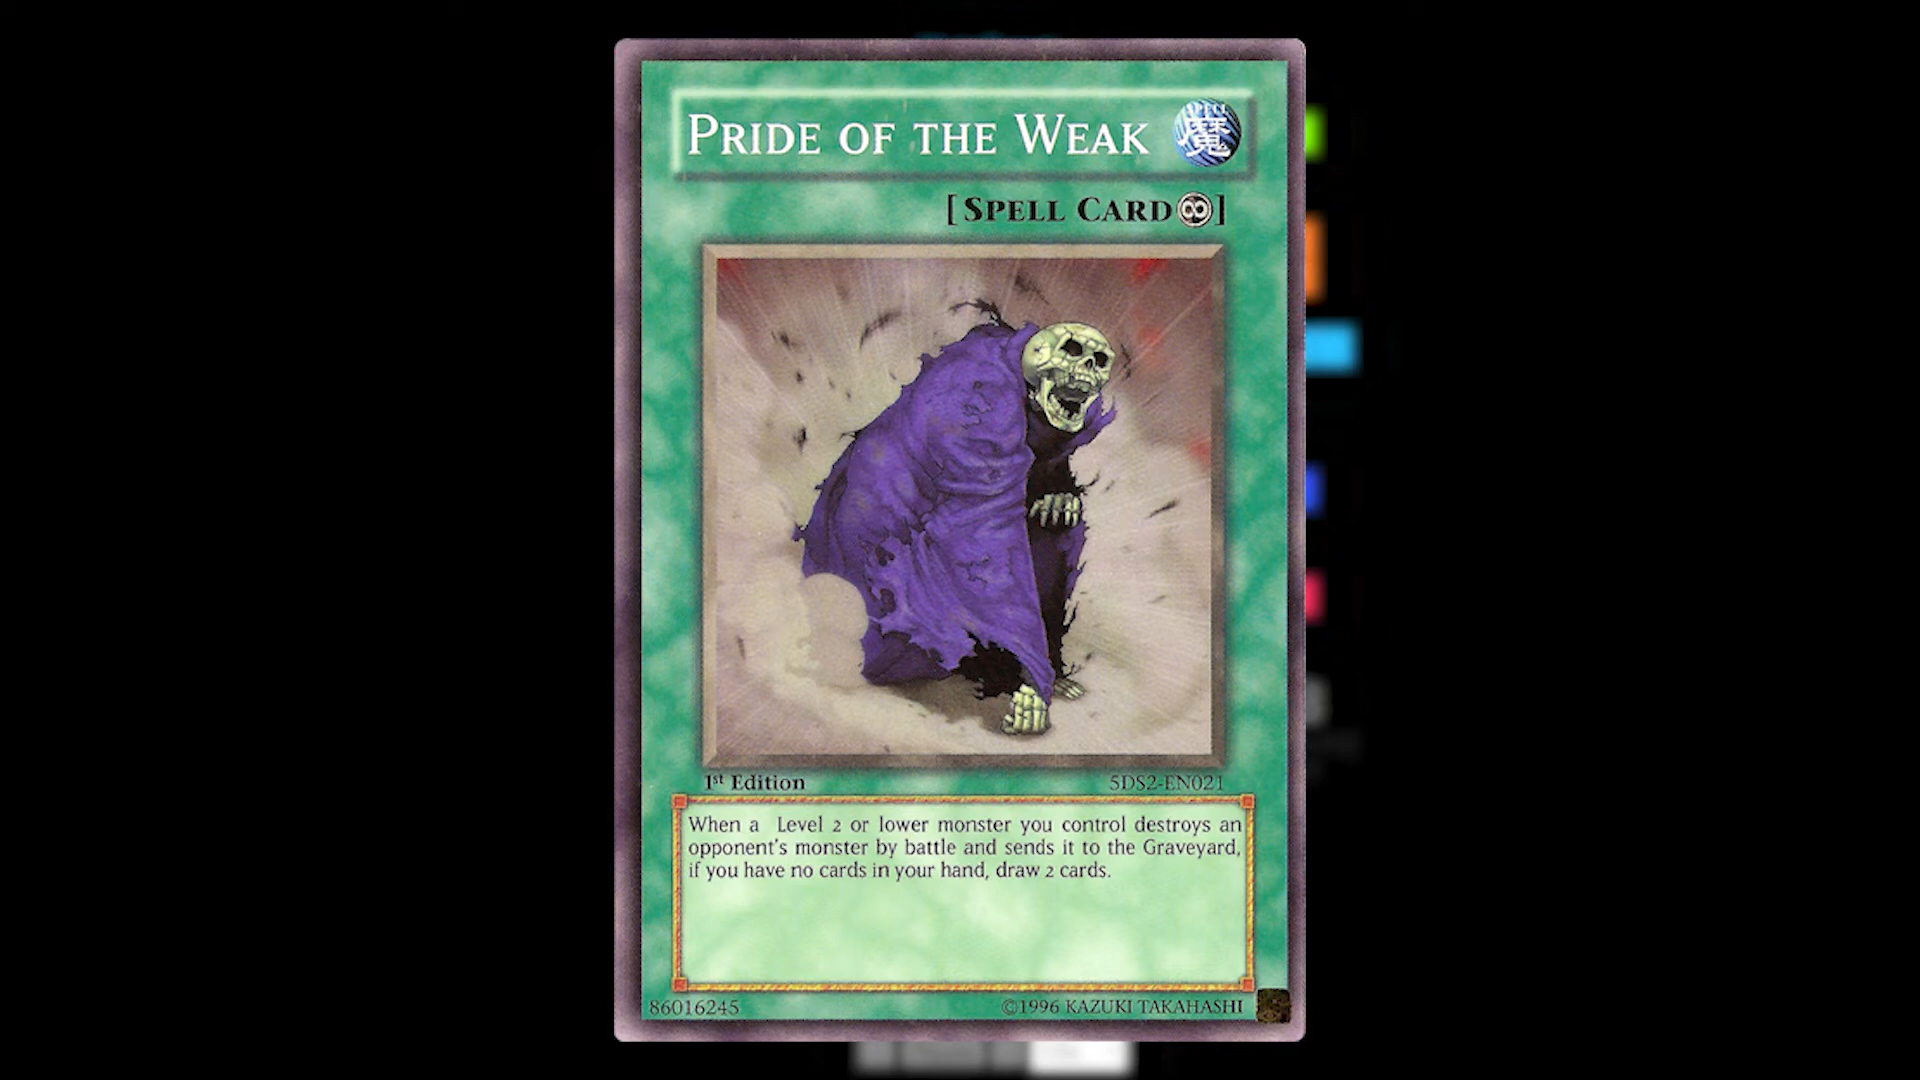 Pride of the Weak
SPELL
魔
[Spell Card]
1st Edition
5DS2-EN021
When a Level 2 or lower monster you control destroys an
opponent's monster by battle and sends it to the Graveyard,
if you have no cards in your hand, draw 2 cards.
86016245
©1996 KAZUKI TAKAHASHI